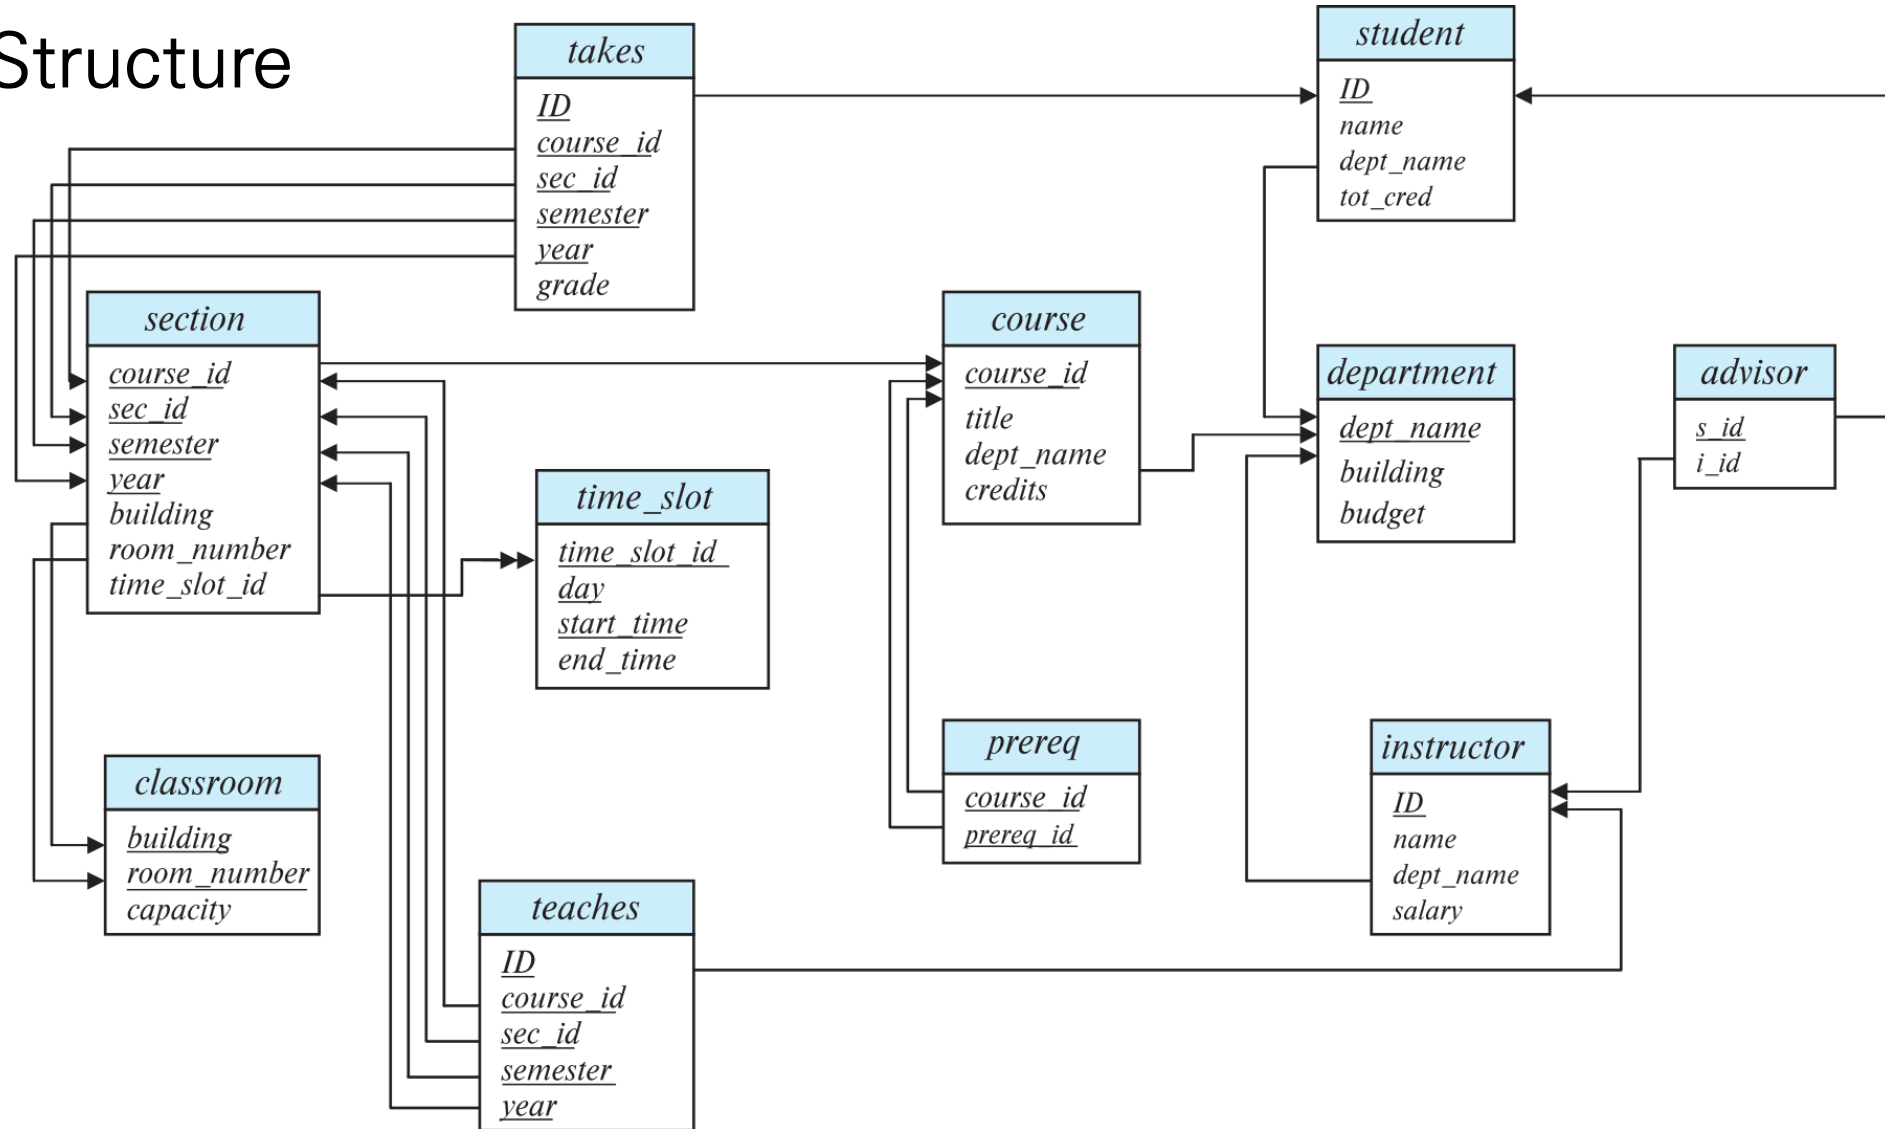 Structure
takes
ID
course_id
sec_id
semester
year
grade
student
ID
name
dept_name
tot_cred
section
course_id
sec_id
semester
year
building
room_number
time_slot_id
time_slot
time_slot_id
day
start_time
end_time
course
course_id
title
dept_name
credits
department
dept_name
building
budget
advisor
s_id
i_id
classroom
building
room_number
capacity
prereq
course_id
prereq_id
instructor
ID
name
dept_name
salary
teaches
ID
course_id
sec_id
semester
year